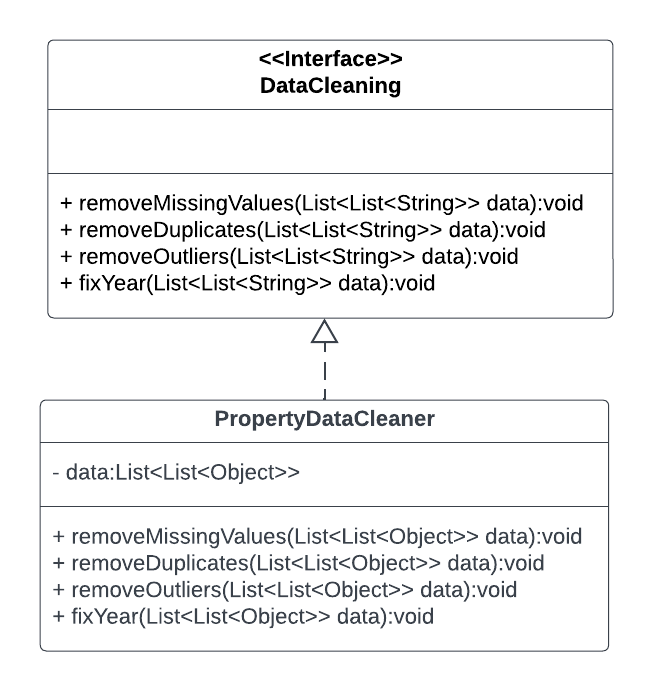 <<Interface>>
DataCleaning
+ removeMissingValues(List<List<String>> data):void
+ removeDuplicates(List<List<String>> data):void
+ removeOutliers(List<List<String>> data):void
+ fixYear(List<List<String>> data):void
PropertyDataCleaner
- data:List<List<Object>>
+ removeMissingValues(List<List<Object>> data):void
+ removeDuplicates(List<List<Object>> data):void
+ removeOutliers(List<List<Object>> data):void
+ fixYear(List<List<Object>> data):void